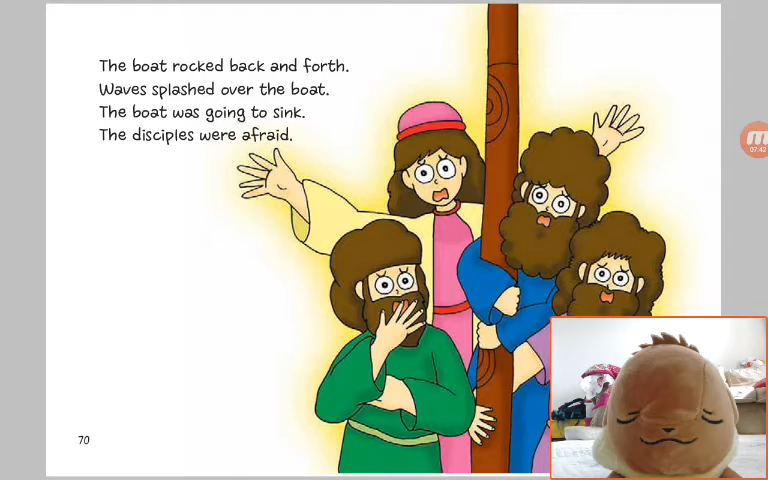 The boat rocked back and forth.
Waves splashed over the boat.
The boat was going to sink.
The disciples were afraid.
70
07:42